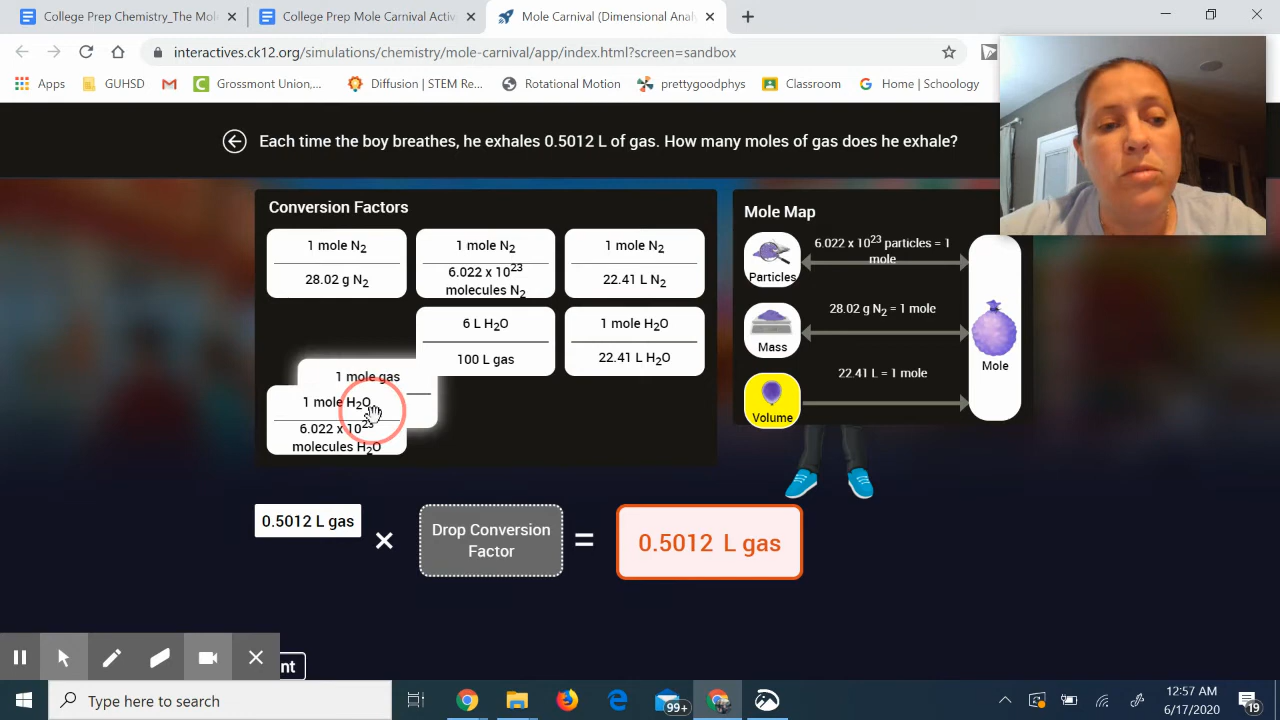 College Prep Chemistry_The Mol
College Prep Mole Carnival Act
Mole Carnival (Dimensional Anal
interactives.ck12.org/simulations/chemistry/mole-carnival/app/index.html?screen=sandbox
Apps
GUHSD
Grossmont Union,...
Diffusion | STEM Re...
Rotational Motion
prettygoodphys
Classroom
Home | Schoology
Each time the boy breathes, he exhales 0.5012 L of gas. How many moles of gas does he exhale?
Conversion Factors
1 mole N₂
28.02 g N₂
1 mole N₂
6.022 x 10²³
molecules N₂
1 mole N₂
22.41 L N₂
6 L H₂O
100 L gas
1 mole H₂O
22.41 L H₂O
1 mole gas
1 mole H₂O
6.022 x 10²³
molecules H₂O
Mole Map
Particles
6.022 x 10²³ particles = 1
mole
Mass
28.02 g N₂ = 1 mole
Volume
22.41 L = 1 mole
Mole
0.5012 L gas
×
Drop Conversion
Factor
=
0.5012 L gas
nt
Type here to search
99+
12:57 AM
6/17/2020
19